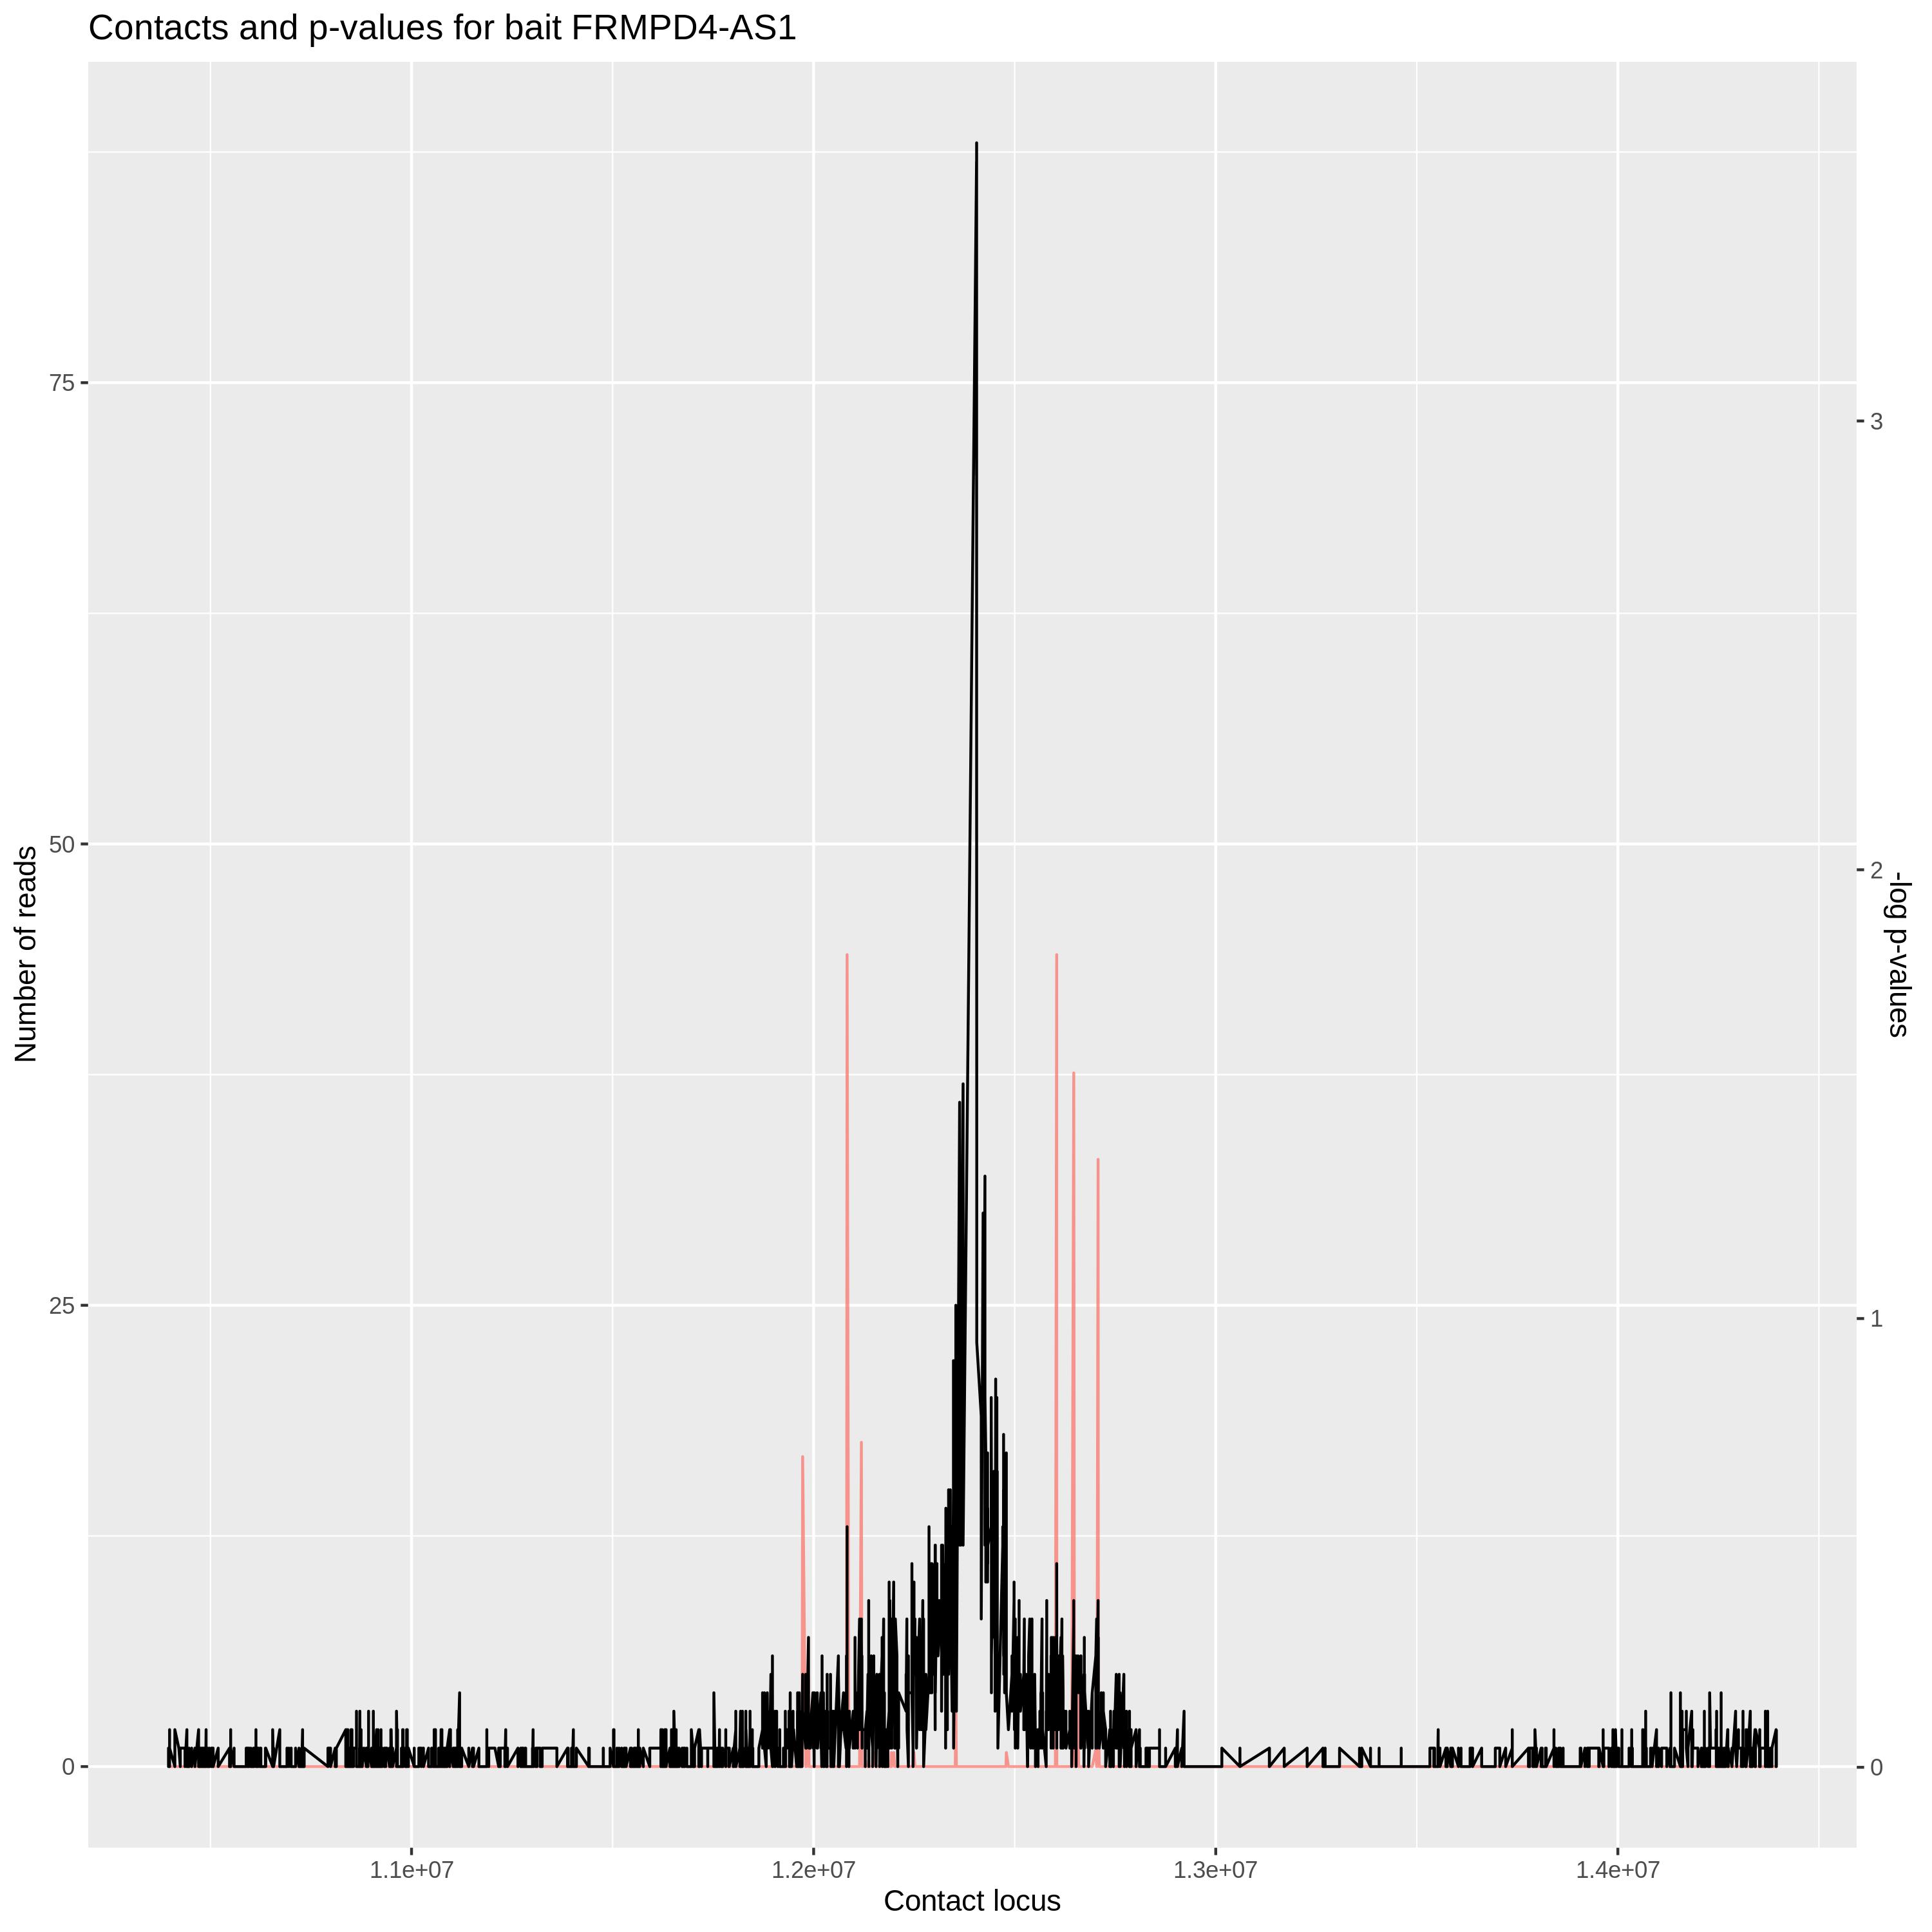 Contacts and p-values for bait FRMPD4-AS1
75
50
25
0
Number of reads
3
2
1
0
-log p-values
1.1e+07
1.2e+07
1.3e+07
1.4e+07
Contact locus